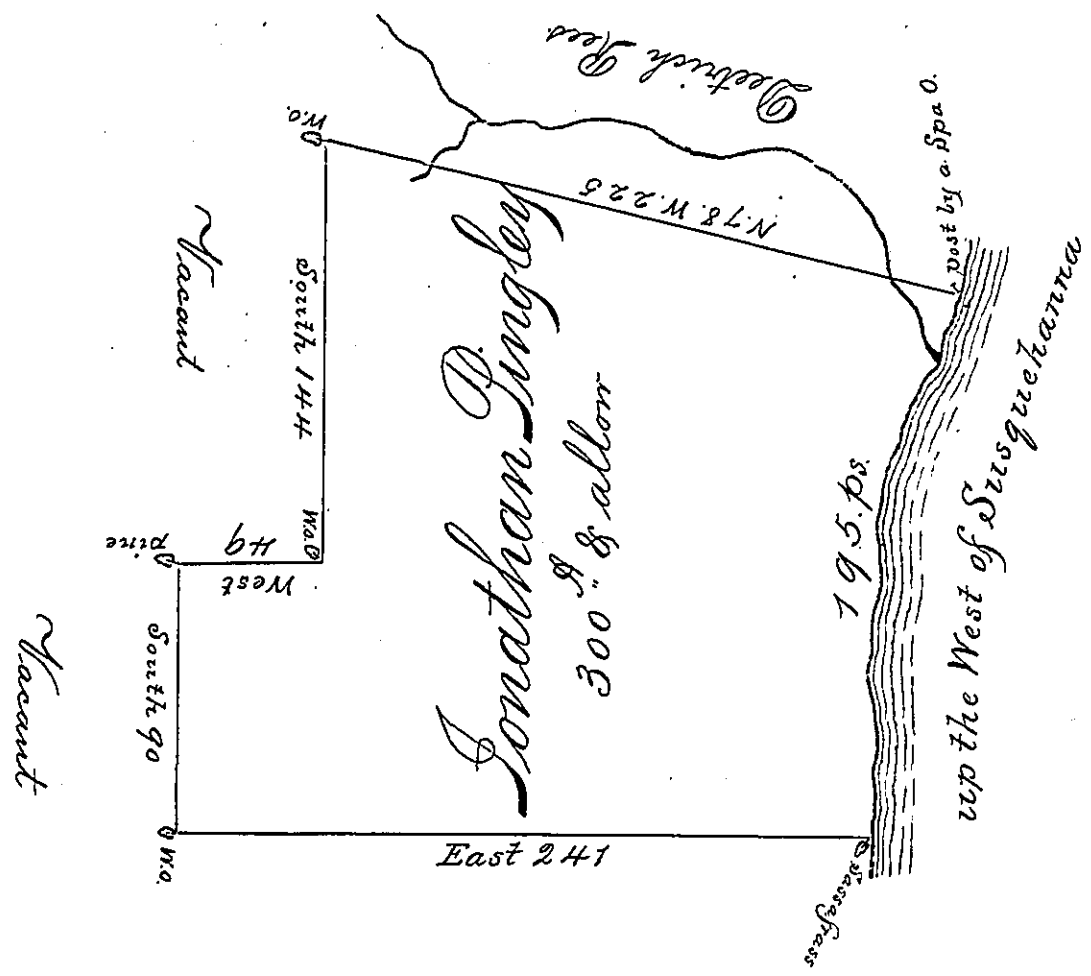 Deetrich Rees
W.O.
post by a Spa O.
N.78.W.225
Vacant
South 144
Jonathan Pingley
300 " & allow
195.ps.
up the West of Susquehanna
W.O.
pine
49
West
Vacant
South 90
W.O.
East 241
Sassafrass